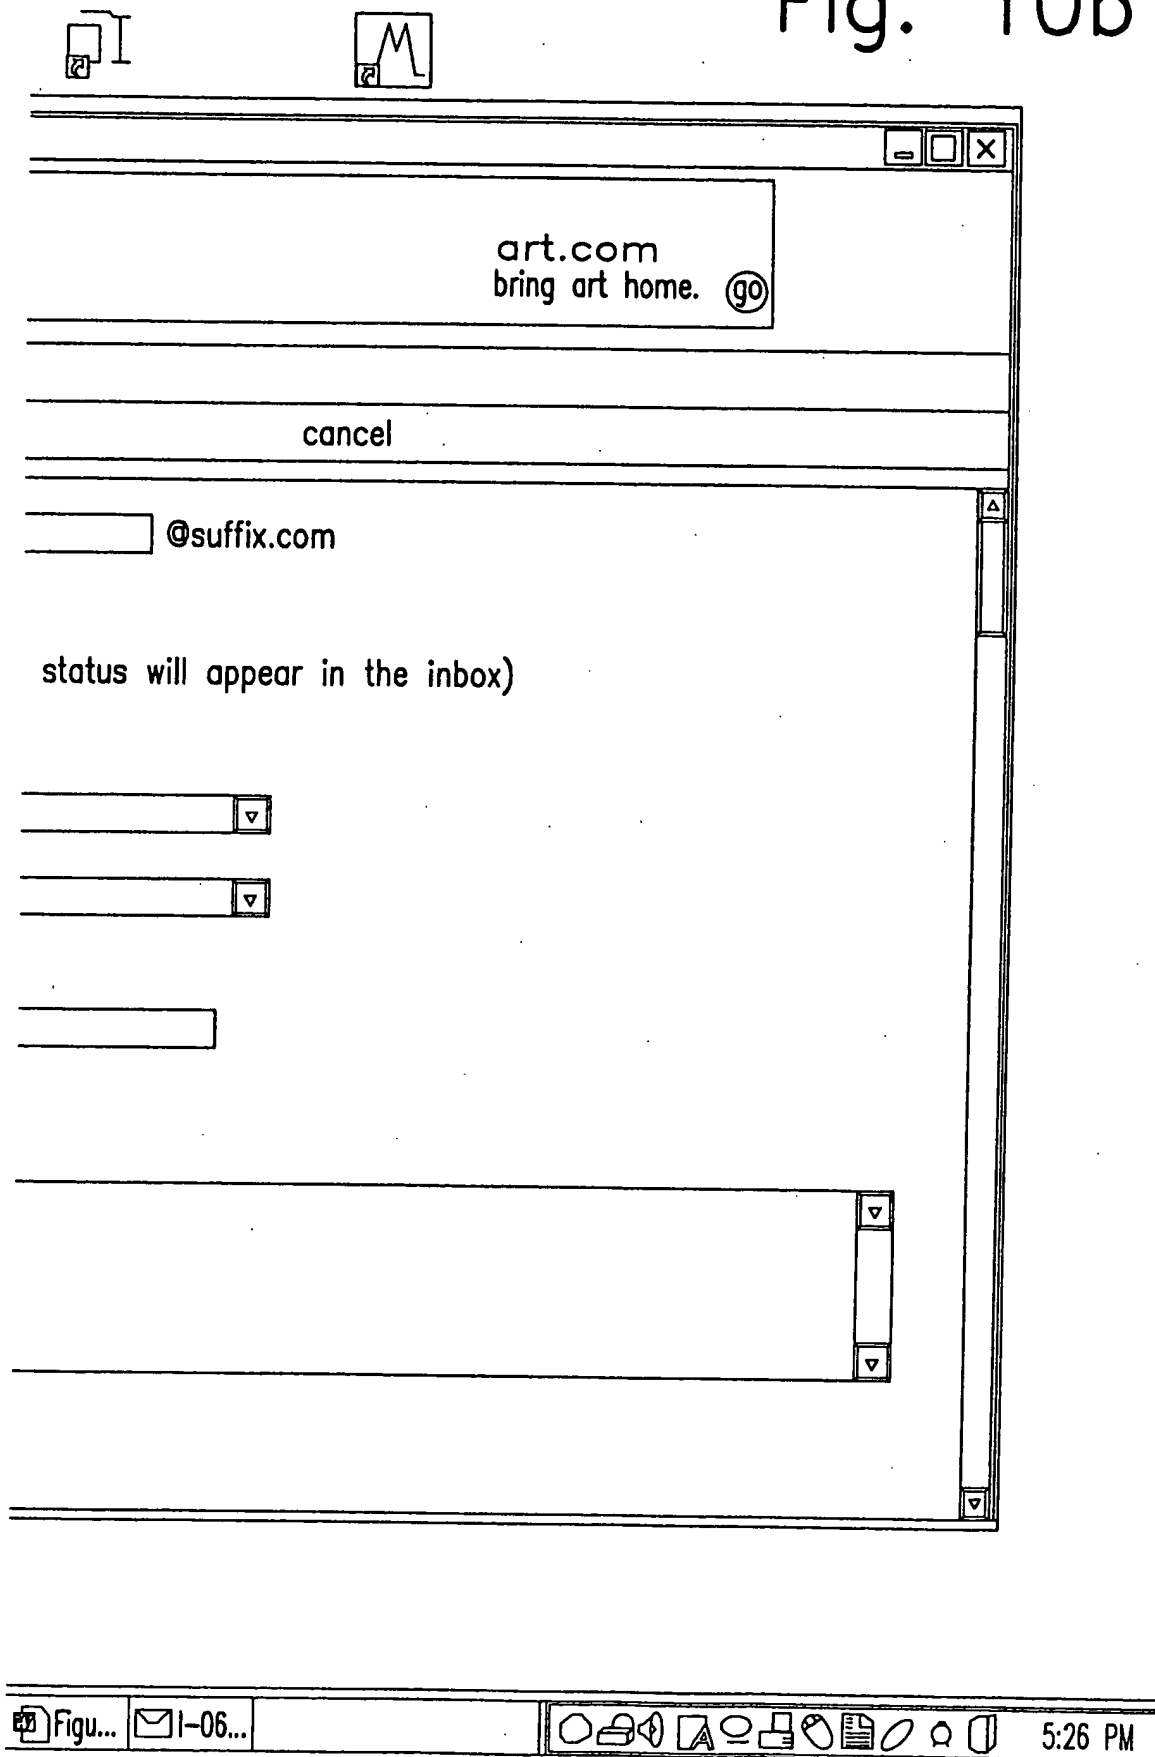 Fig. 10b
art.com
bring art home. go
cancel
@suffix.com
status will appear in the inbox)
Figu... I-06... 5:26 PM